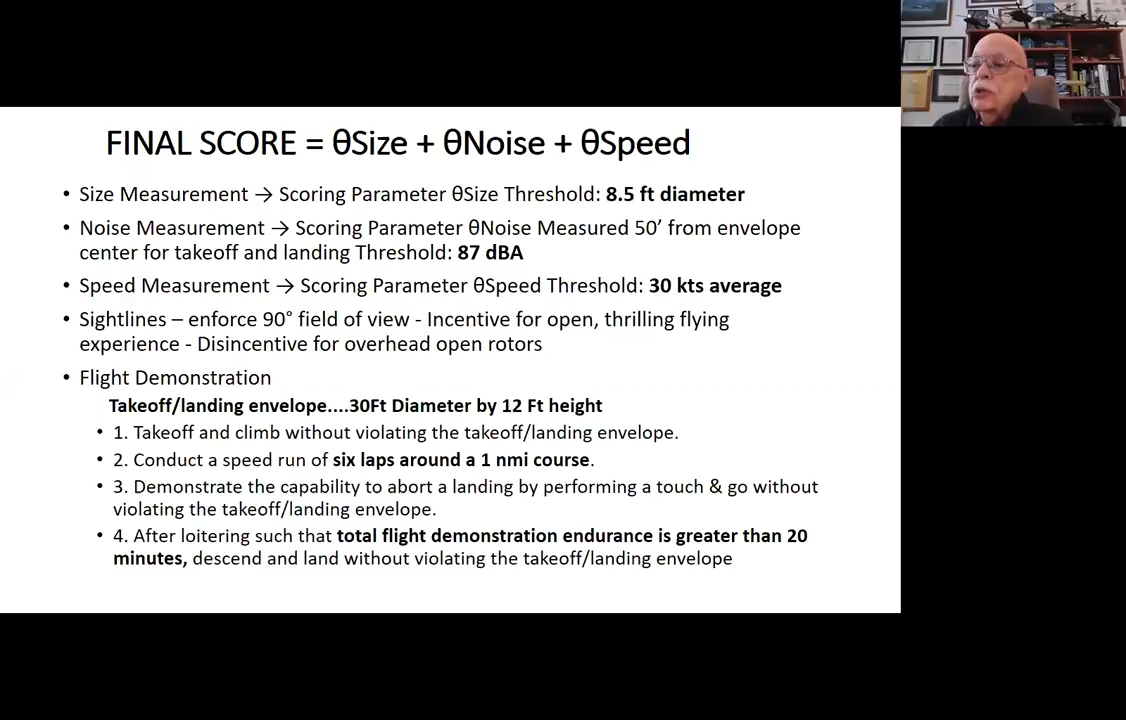 FINAL SCORE = θSize + θNoise + θSpeed
• Size Measurement → Scoring Parameter θSize Threshold: 8.5 ft diameter
• Noise Measurement → Scoring Parameter θNoise Measured 50’ from envelope
center for takeoff and landing Threshold: 87 dBA
• Speed Measurement → Scoring Parameter θSpeed Threshold: 30 kts average
• Sightlines – enforce 90° field of view - Incentive for open, thrilling flying
experience - Disincentive for overhead open rotors
• Flight Demonstration
Takeoff/landing envelope....30Ft Diameter by 12 Ft height
• 1. Takeoff and climb without violating the takeoff/landing envelope.
• 2. Conduct a speed run of six laps around a 1 nmi course.
• 3. Demonstrate the capability to abort a landing by performing a touch & go without
violating the takeoff/landing envelope.
• 4. After loitering such that total flight demonstration endurance is greater than 20
minutes, descend and land without violating the takeoff/landing envelope